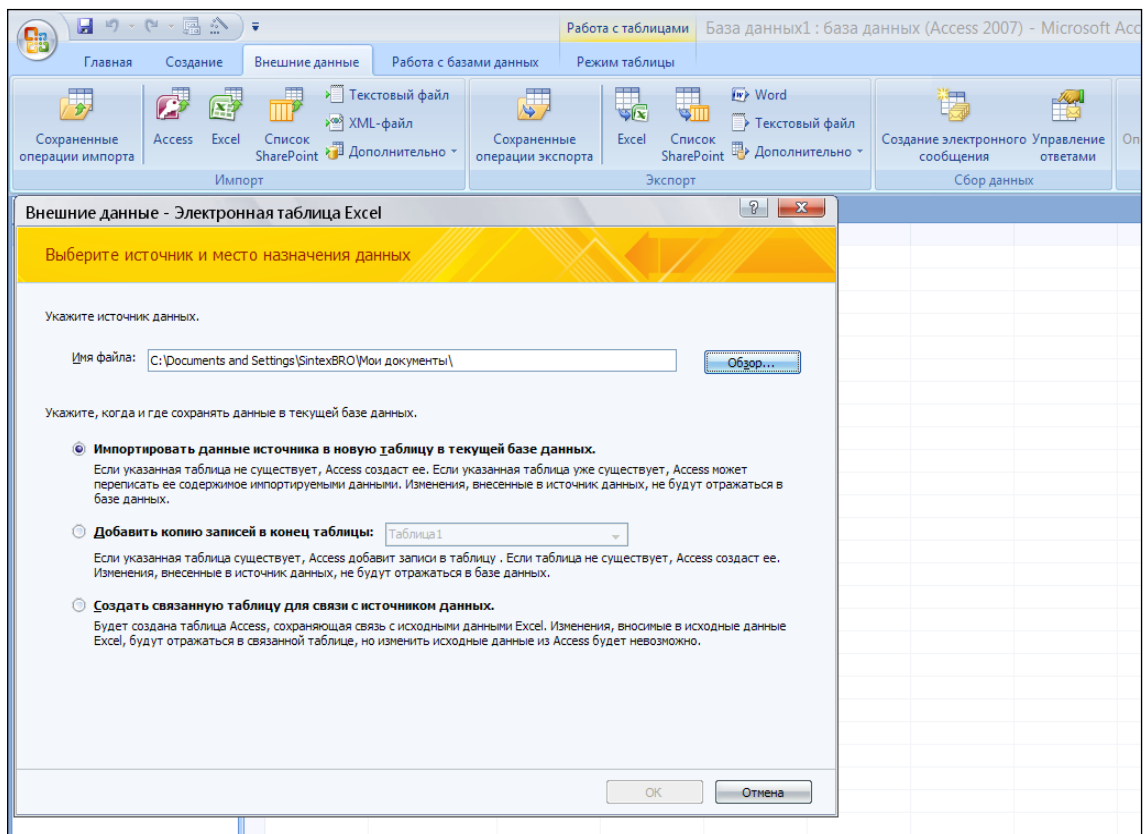 Работа с таблицами База данных1 : база данных (Access 2007) - Microsoft Acc
Главная Создание Внешние данные Работа с базами данных Режим таблицы
Сохраненные операции импорта
Access
Excel
Список SharePoint
Текстовый файл
XML-файл
Дополнительно
Импорт
Сохраненные операции экспорта
Excel
Список SharePoint
Word
Текстовый файл
Дополнительно
Экспорт
Создание электронного сообщения
Управление ответами
Сбор данных
Оп
Внешние данные - Электронная таблица Excel
Выберите источник и место назначения данных
Укажите источник данных.
Имя файла: C:\Documents and Settings\SintexBRO\Мои документы\ Обзор...
Укажите, когда и где сохранять данные в текущей базе данных.
Импортировать данные источника в новую таблицу в текущей базе данных.
Если указанная таблица не существует, Access создаст ее. Если указанная таблица уже существует, Access может
переписать ее содержимое импортируемыми данными. Изменения, внесенные в источник данных, не будут отражаться в
базе данных.
Добавить копию записей в конец таблицы: Таблица1
Если указанная таблица существует, Access добавит записи в таблицу . Если таблица не существует, Access создаст ее.
Изменения, внесенные в источник данных, не будут отражаться в базе данных.
Создать связанную таблицу для связи с источником данных.
Будет создана таблица Access, сохраняющая связь с исходными данными Excel. Изменения, вносимые в исходные данные
Excel, будут отражаться в связанной таблице, но изменить исходные данные из Access будет невозможно.
ОК Отмена